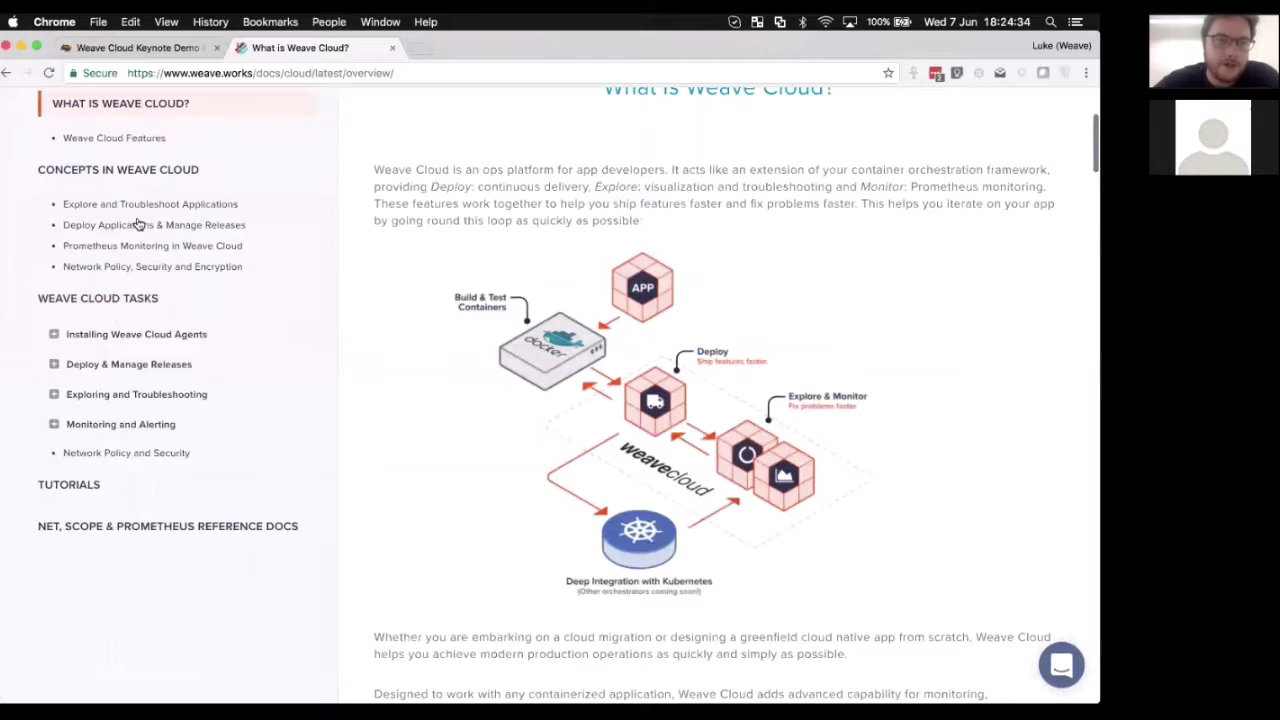 Chrome File Edit View History Bookmarks People Window Help 100% Wed 7 Jun 18:24:34
Weave Cloud Keynote Demo What is Weave Cloud? Luke (Weave)
Secure https://www.weave.works/docs/cloud/latest/overview/
WHAT IS WEAVE CLOUD?
Weave Cloud Features
CONCEPTS IN WEAVE CLOUD
Explore and Troubleshoot Applications
Deploy Applications & Manage Releases
Prometheus Monitoring in Weave Cloud
Network Policy, Security and Encryption
WEAVE CLOUD TASKS
Installing Weave Cloud Agents
Deploy & Manage Releases
Exploring and Troubleshooting
Monitoring and Alerting
Network Policy and Security
TUTORIALS
NET, SCOPE & PROMETHEUS REFERENCE DOCS
What is Weave Cloud?
Weave Cloud is an ops platform for app developers. It acts like an extension of your container orchestration framework,
providing Deploy: continuous delivery, Explore: visualization and troubleshooting and Monitor: Prometheus monitoring.
These features work together to help you ship features faster and fix problems faster. This helps you iterate on your app
by going round this loop as quickly as possible:
APP
Build & Test
Containers
docker
Deploy
Ship features faster
Explore & Monitor
Fix problems faster
weavecloud
Deep Integration with Kubernetes
(Other orchestrators coming soon!)
Whether you are embarking on a cloud migration or designing a greenfield cloud native app from scratch, Weave Cloud
helps you achieve modern production operations as quickly and simply as possible.
Designed to work with any containerized application, Weave Cloud adds advanced capability for monitoring,